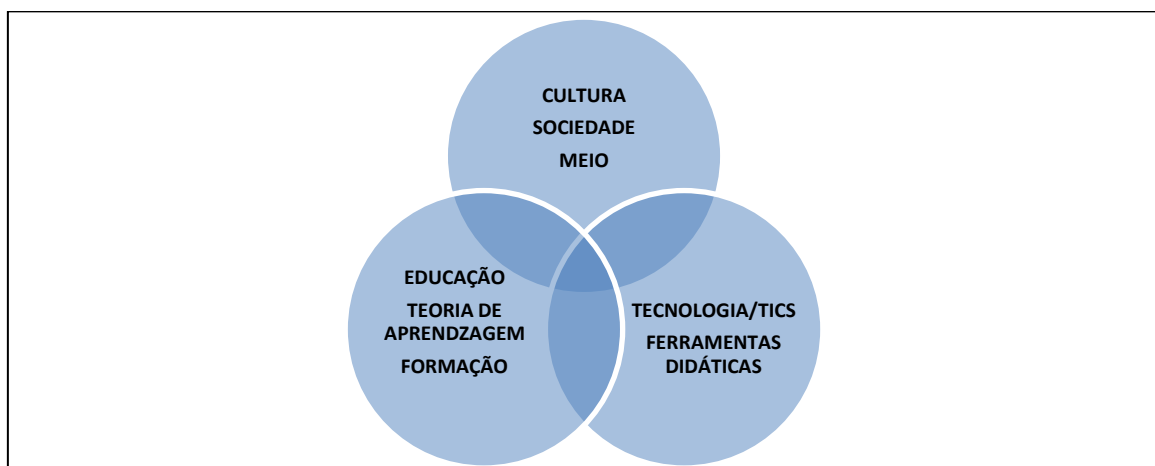 CULTURA
SOCIEDADE
MEIO
EDUCAÇÃO
TEORIA DE
APRENDZAGEM
FORMAÇÃO
TECNOLOGIA/TICS
FERRAMENTAS
DIDÁTICAS